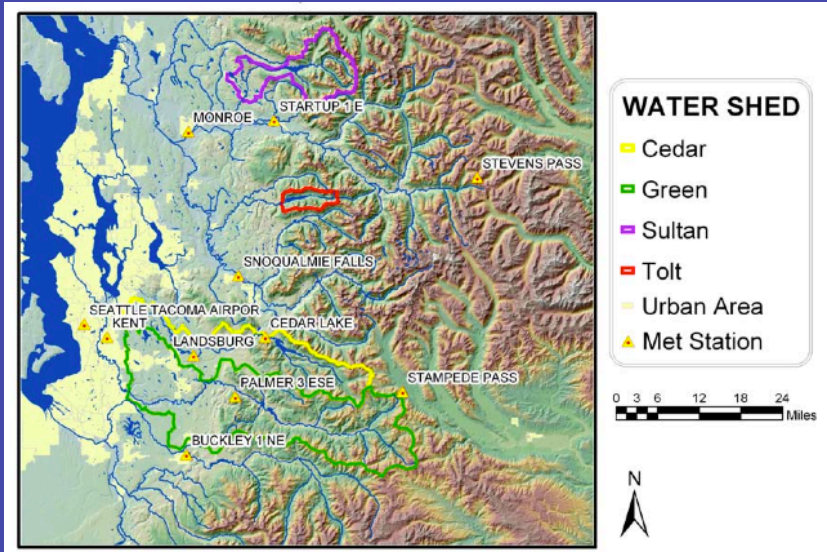 MONROE
STARTUP 1 E
STEVENS PASS
SNOQUALMIE FALLS
SEATTLE TACOMA AIRPOR
KENT
CEDAR LAKE
LANDSBURG
STAMPEDE PASS
PALMER 3 ESE
BUCKLEY 1 NE
WATER SHED
Cedar
Green
Sultan
Tolt
Urban Area
Met Station
0 3 6 12 18 24
Miles
N